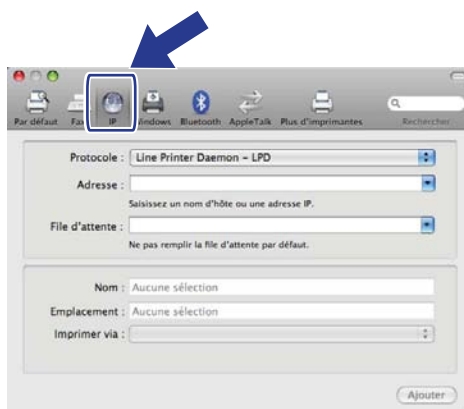 Par défaut Fax IP Windows Bluetooth AppleTalk Plus d'imprimantes Rechercher
Protocole : Line Printer Daemon – LPD
Adresse :
Saisissez un nom d'hôte ou une adresse IP.
File d'attente :
Ne pas remplir la file d'attente par défaut.
Nom : Aucune sélection
Emplacement : Aucune sélection
Imprimer via :
Ajouter